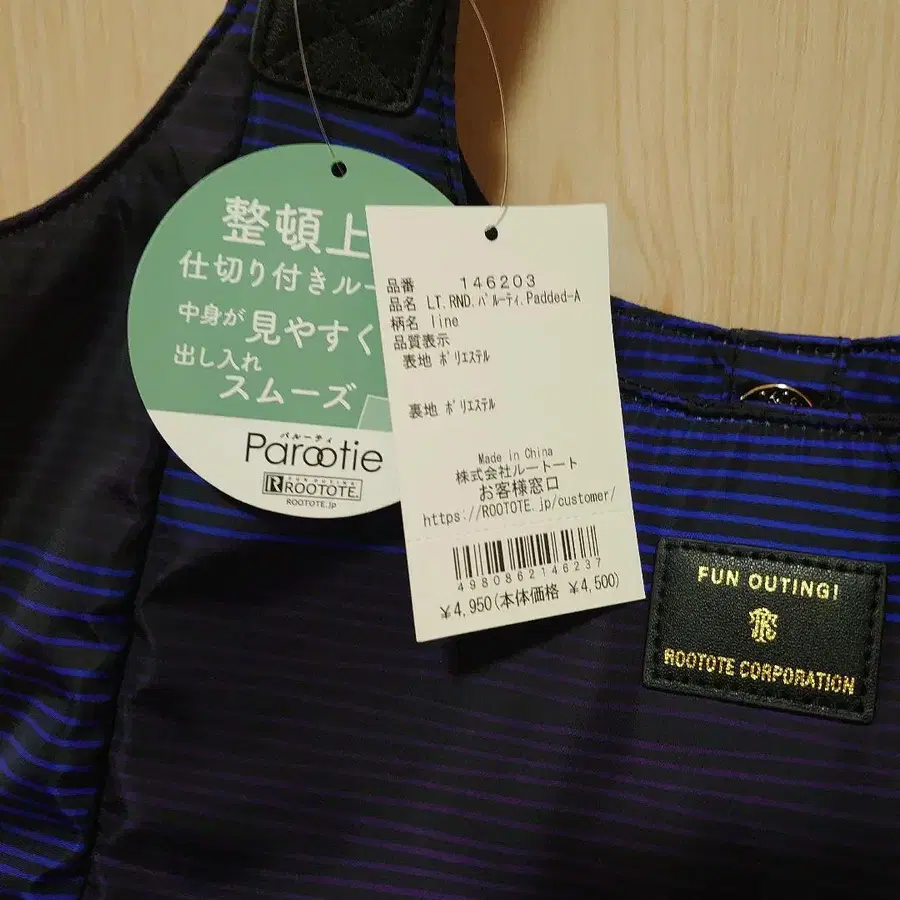 整頓上
仕切り付きルー
中身が 見やすく
出し入れ
スムーズ
パルーティ
Parootie
R FUN OUTING ROOTOTE.
ROOTOTE.jp
品番 146203
品名 LT.RND.パルーティ.Padded-A
柄名 line
品質表示
表地 ポリエステル
裏地 ポリエステル
Made in China
株式会社ルートート
お客様窓口
https://ROOTOTE.jp/customer/
4980862146237
¥4,950(本体価格 ¥4,500)
FUN OUTING!
ROOTOTE CORPORATION